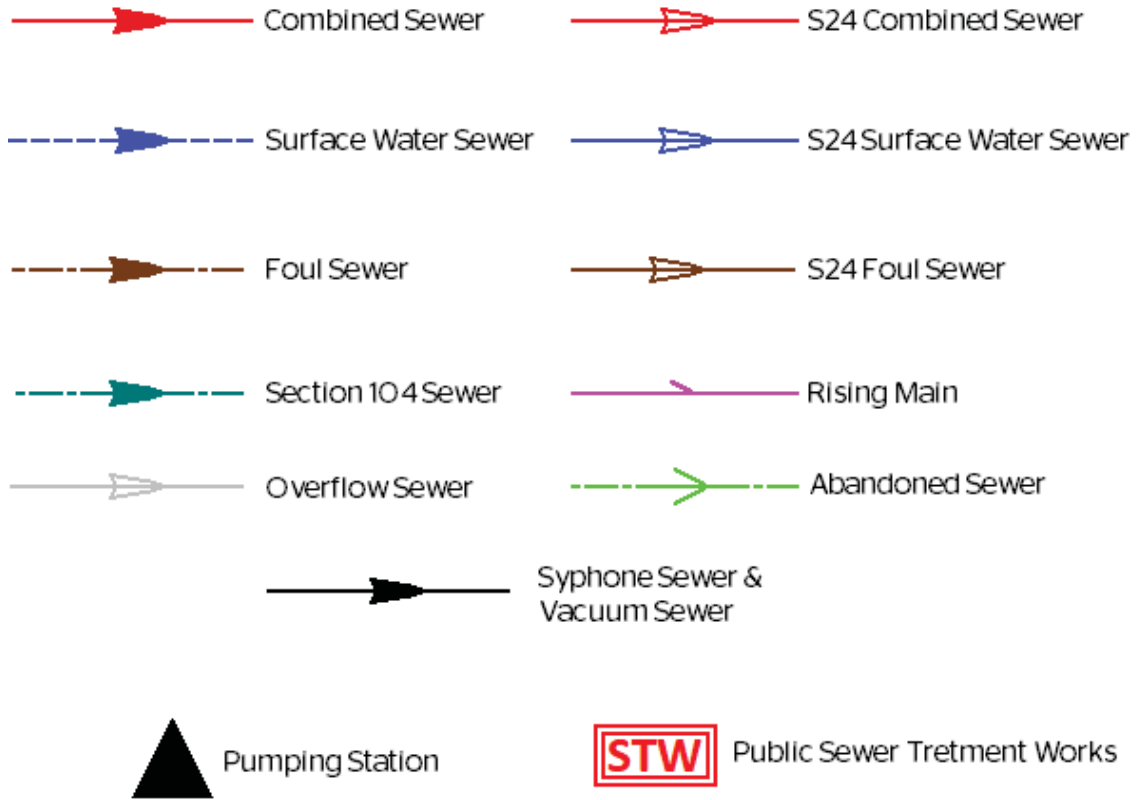 Combined Sewer
S24 Combined Sewer
Surface Water Sewer
S24 Surface Water Sewer
Foul Sewer
S24 Foul Sewer
Section 104 Sewer
Rising Main
Overflow Sewer
Abandoned Sewer
Syphone Sewer &
Vacuum Sewer
Pumping Station
STW
Public Sewer Tretment Works